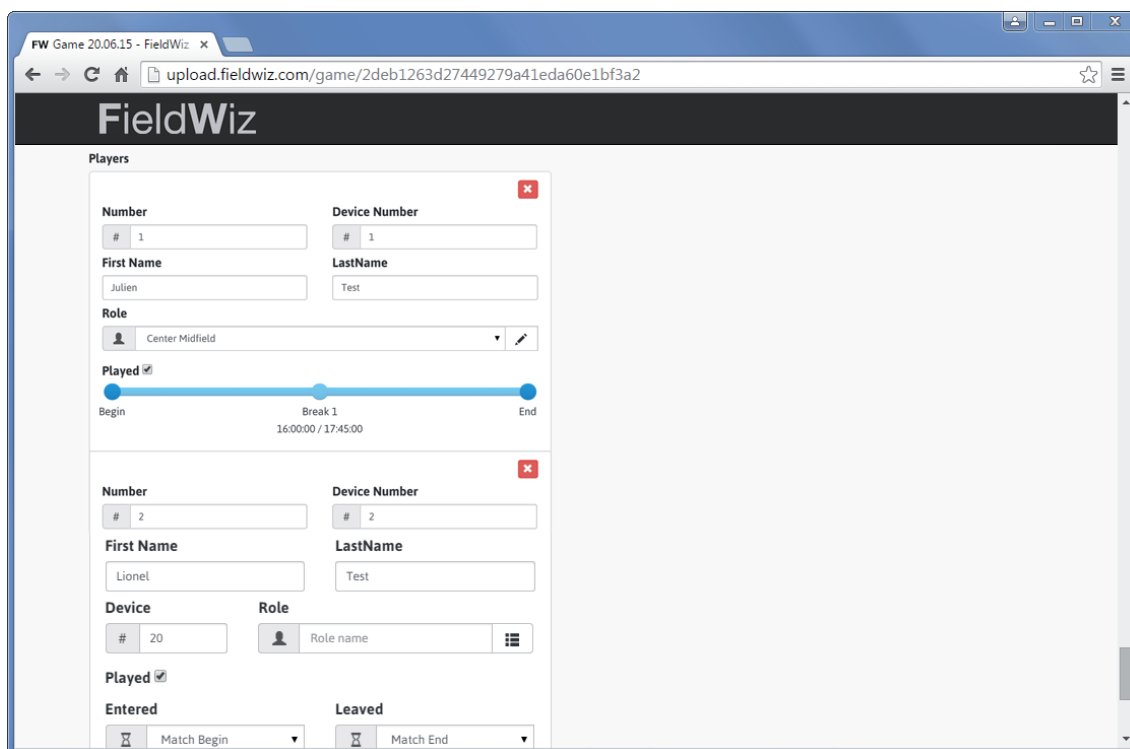 FW Game 20.06.15 - FieldWiz
upload.fieldwiz.com/game/2deb1263d27449279a41eda60e1bf3a2
FieldWiz
Players
Number Device Number
# 1 # 1
First Name LastName
Julien Test
Role
Center Midfield
Played
Begin Break 1 End
16:00:00 / 17:45:00
Number Device Number
# 2 # 2
First Name LastName
Lionel Test
Device Role
# 20 Role name
Played
Entered Leaved
Match Begin Match End